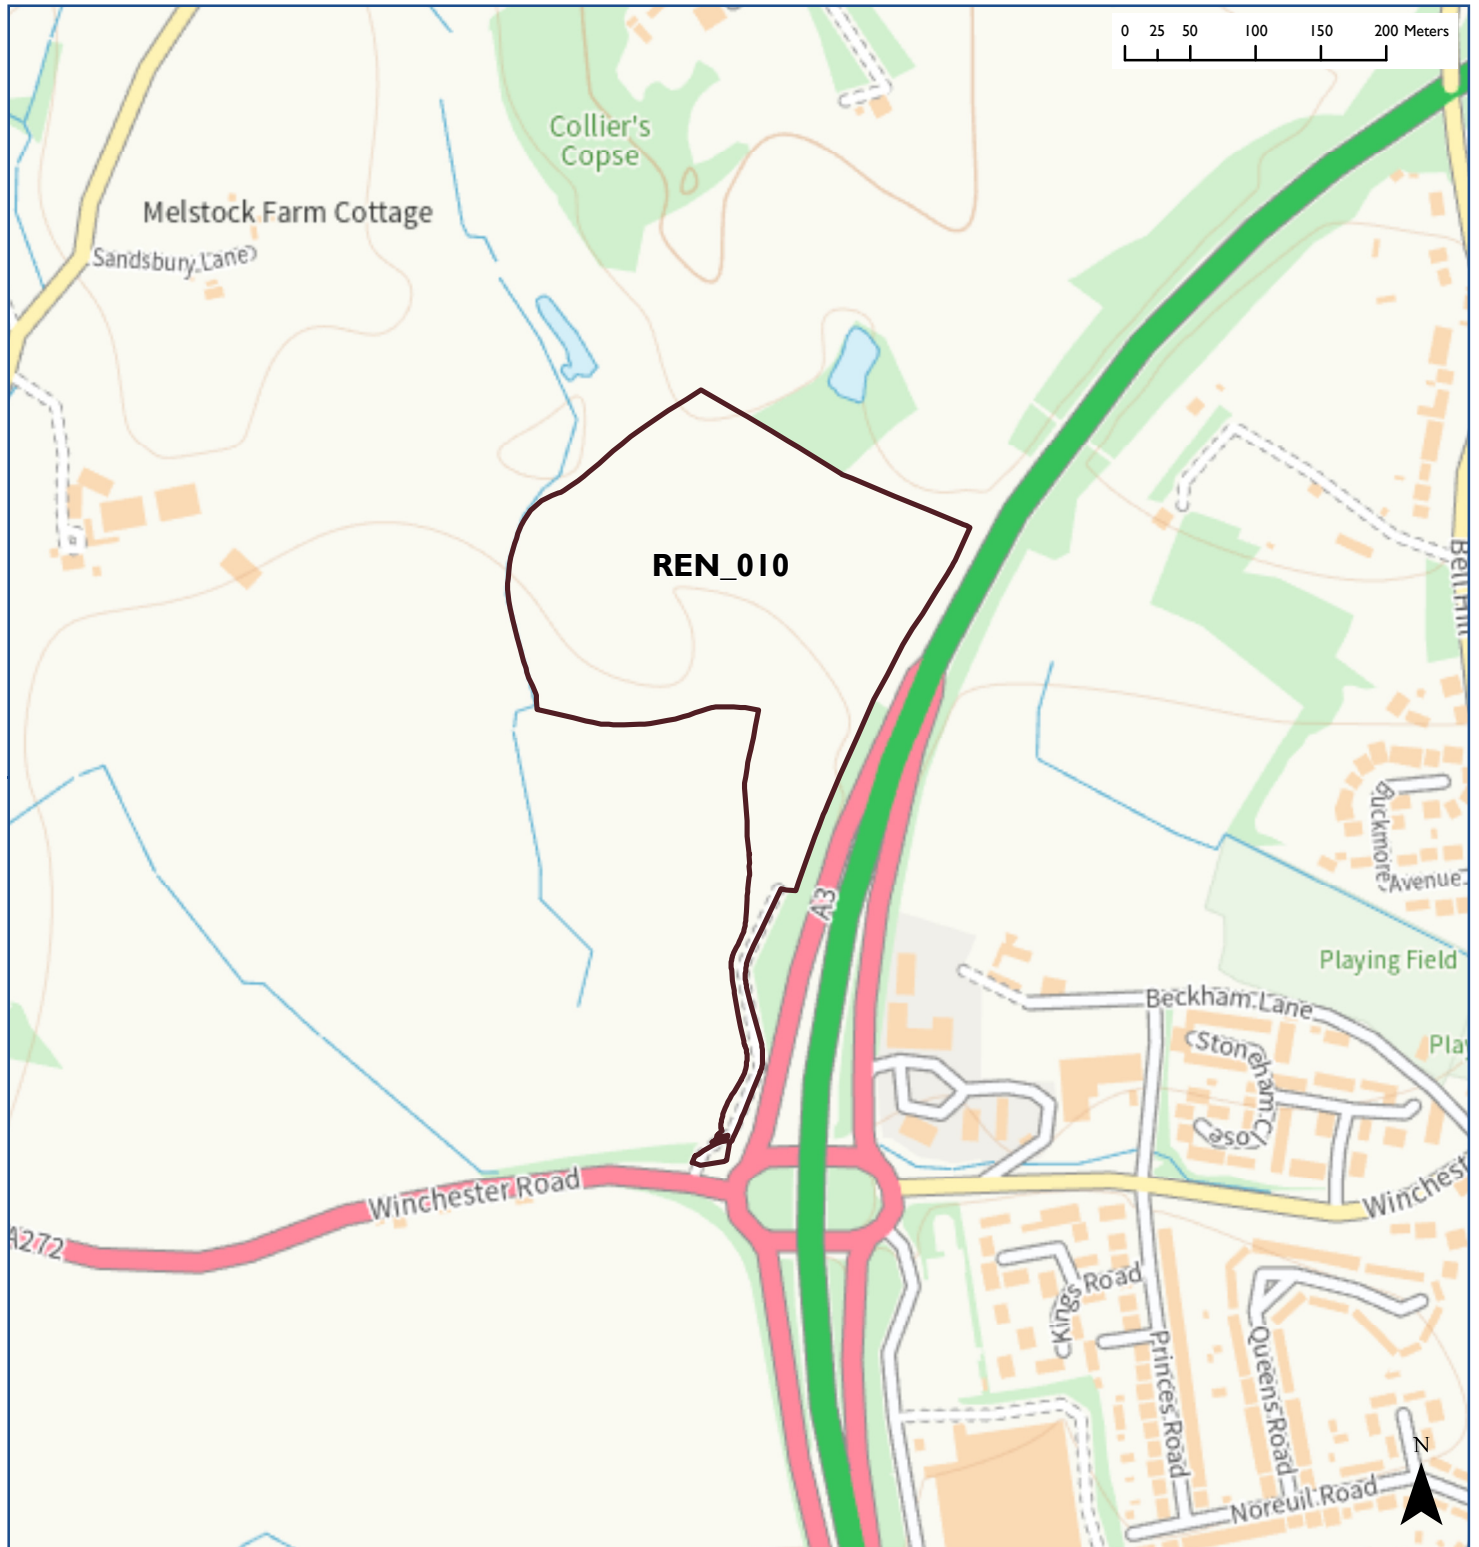 0 25 50 100 150 200 Meters
Collier's
Copse
Melstock Farm Cottage
Sandsbury Lane
REN_010
Bell Hill
Buckmore
Avenue
A3
Playing Field
Beckham Lane
Stoneham Close
Play
Winchester Road
A272
Winchest
Kings Road
Princes Road
Queens Road
Noreuil Road
N